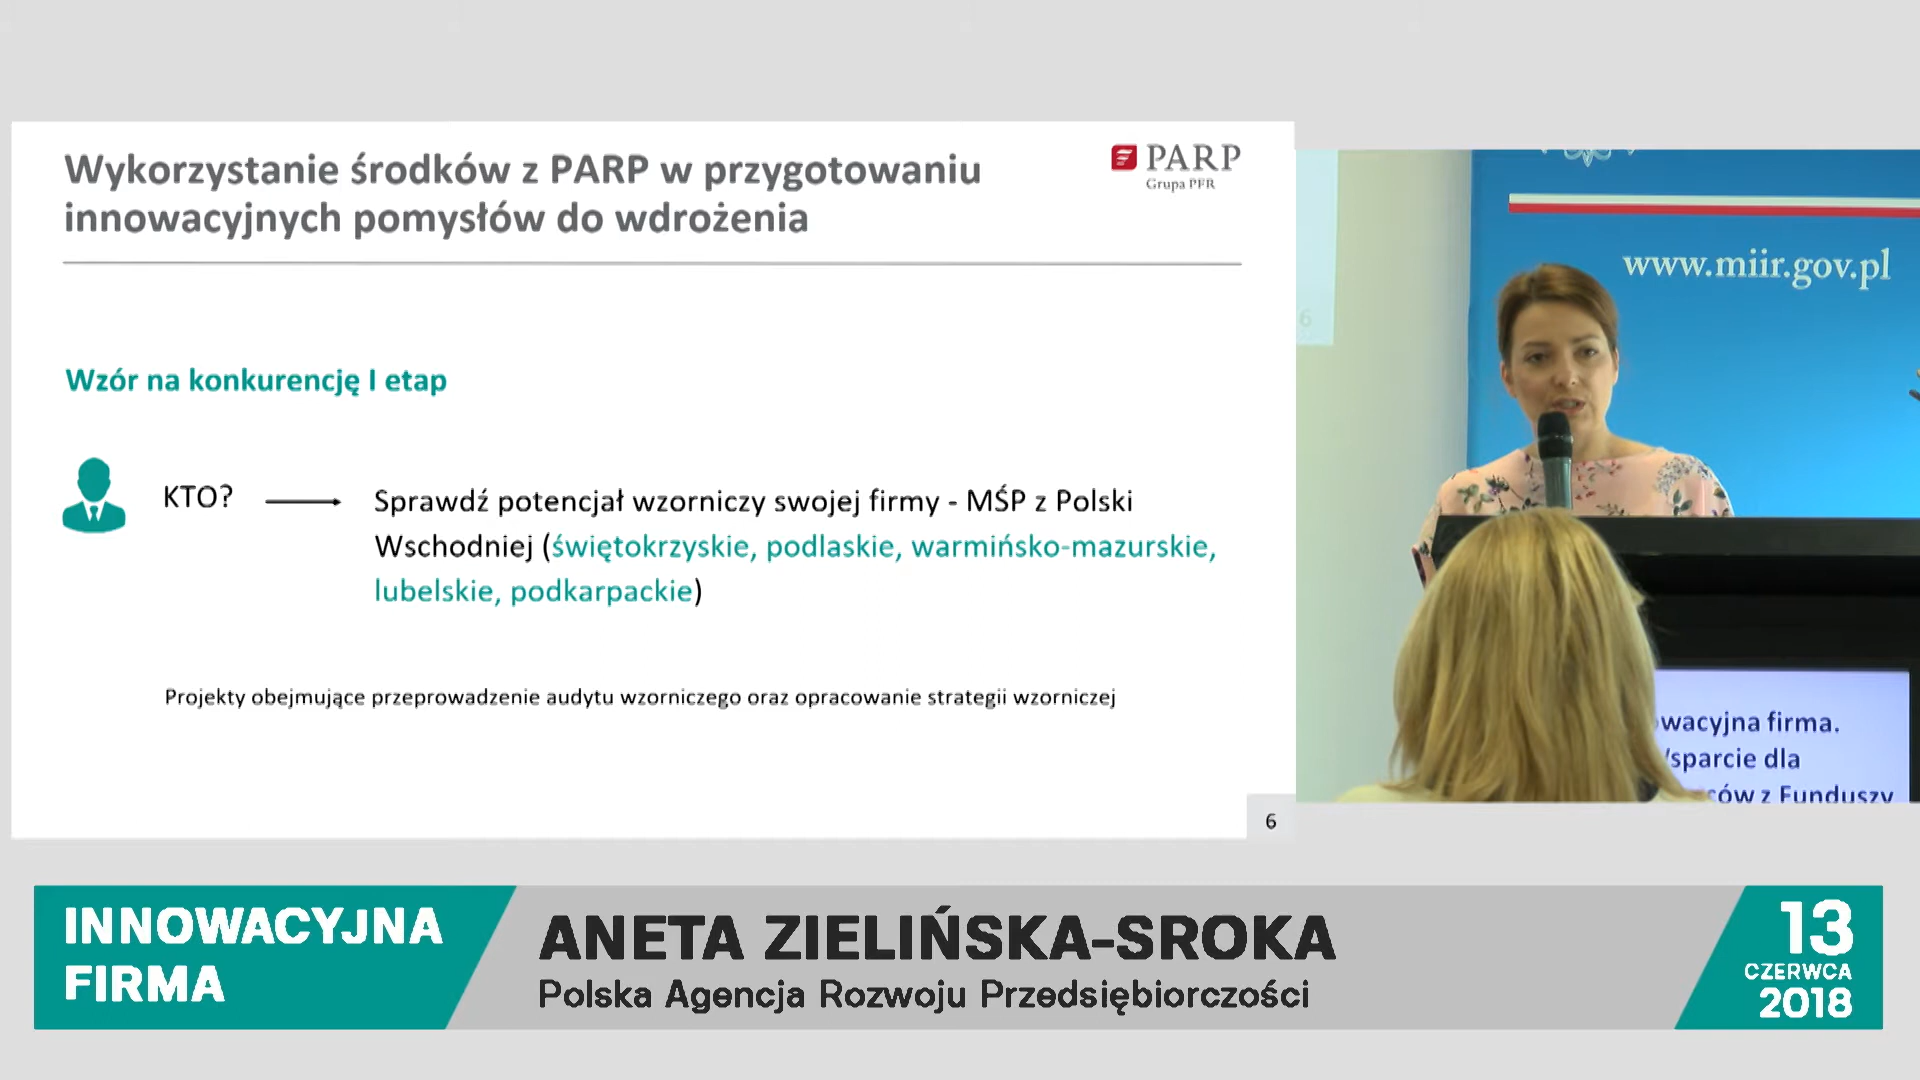 Wykorzystanie środków z PARP w przygotowaniu
innowacyjnych pomysłów do wdrożenia
PARP
Grupa PFR
Wzór na konkurencję I etap
KTO?
Sprawdź potencjał wzorniczy swojej firmy - MŚP z Polski
Wschodniej (świętokrzyskie, podlaskie, warmińsko-mazurskie,
lubelskie, podkarpackie)
Projekty obejmujące przeprowadzenie audytu wzorniczego oraz opracowanie strategii wzorniczej
6
6
www.miir.gov.pl
wacyjna firma.
sparcie dla
ców z Funduszy
INNOWACYJNA
FIRMA
ANETA ZIELIŃSKA-SROKA
Polska Agencja Rozwoju Przedsiębiorczości
13
CZERWCA
2018